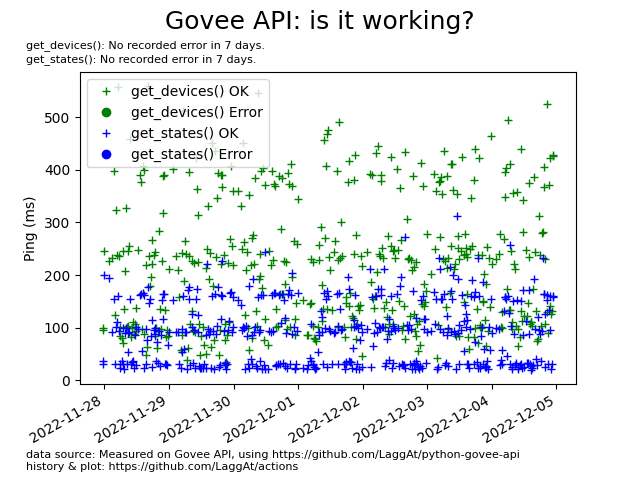 Govee API: is it working?
get_devices(): No recorded error in 7 days.
get_states(): No recorded error in 7 days.
get_devices() OK
get_devices() Error
get_states() OK
get_states() Error
Ping (ms)
500
400
300
200
100
0
2022-11-28
2022-11-29
2022-11-30
2022-12-01
2022-12-02
2022-12-03
2022-12-04
2022-12-05
data source: Measured on Govee API, using https://github.com/LaggAt/python-govee-api
history & plot: https://github.com/LaggAt/actions